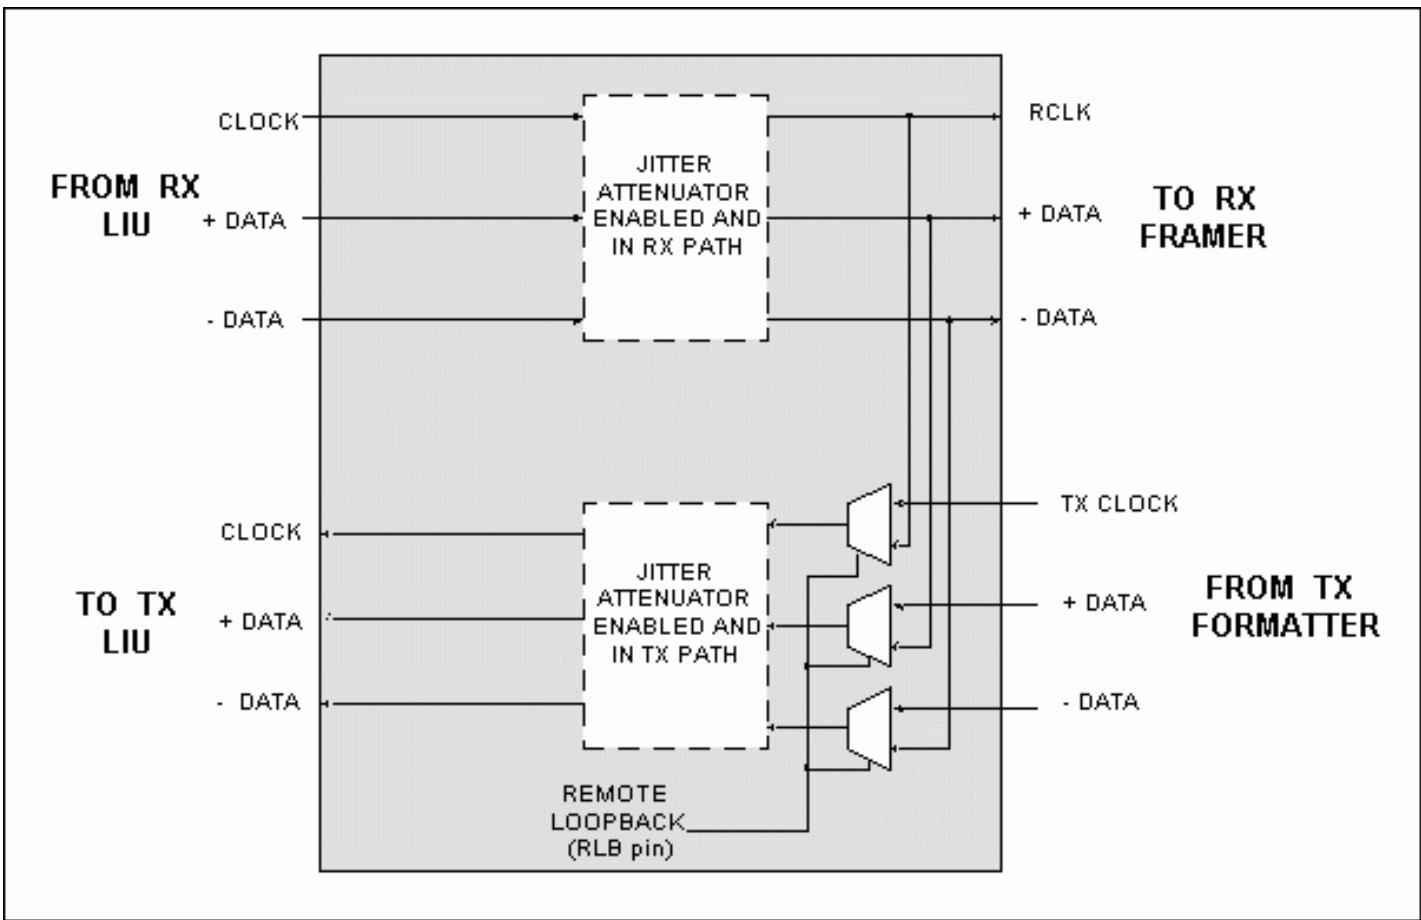 CLOCK
FROM RX
LIU
+ DATA
- DATA
JITTER
ATTENUATOR
ENABLED AND
IN RX PATH
RCLK
+ DATA
TO RX
FRAMER
- DATA
CLOCK
TO TX
LIU
+ DATA
- DATA
JITTER
ATTENUATOR
ENABLED AND
IN TX PATH
TX CLOCK
FROM TX
FORMATTER
+ DATA
- DATA
REMOTE
LOOPBACK
(RLB pin)